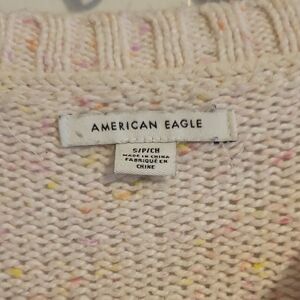 AMERICAN EAGLE
S/P/CH
MADE IN CHINA
FABRIQUÉ EN
CHINE